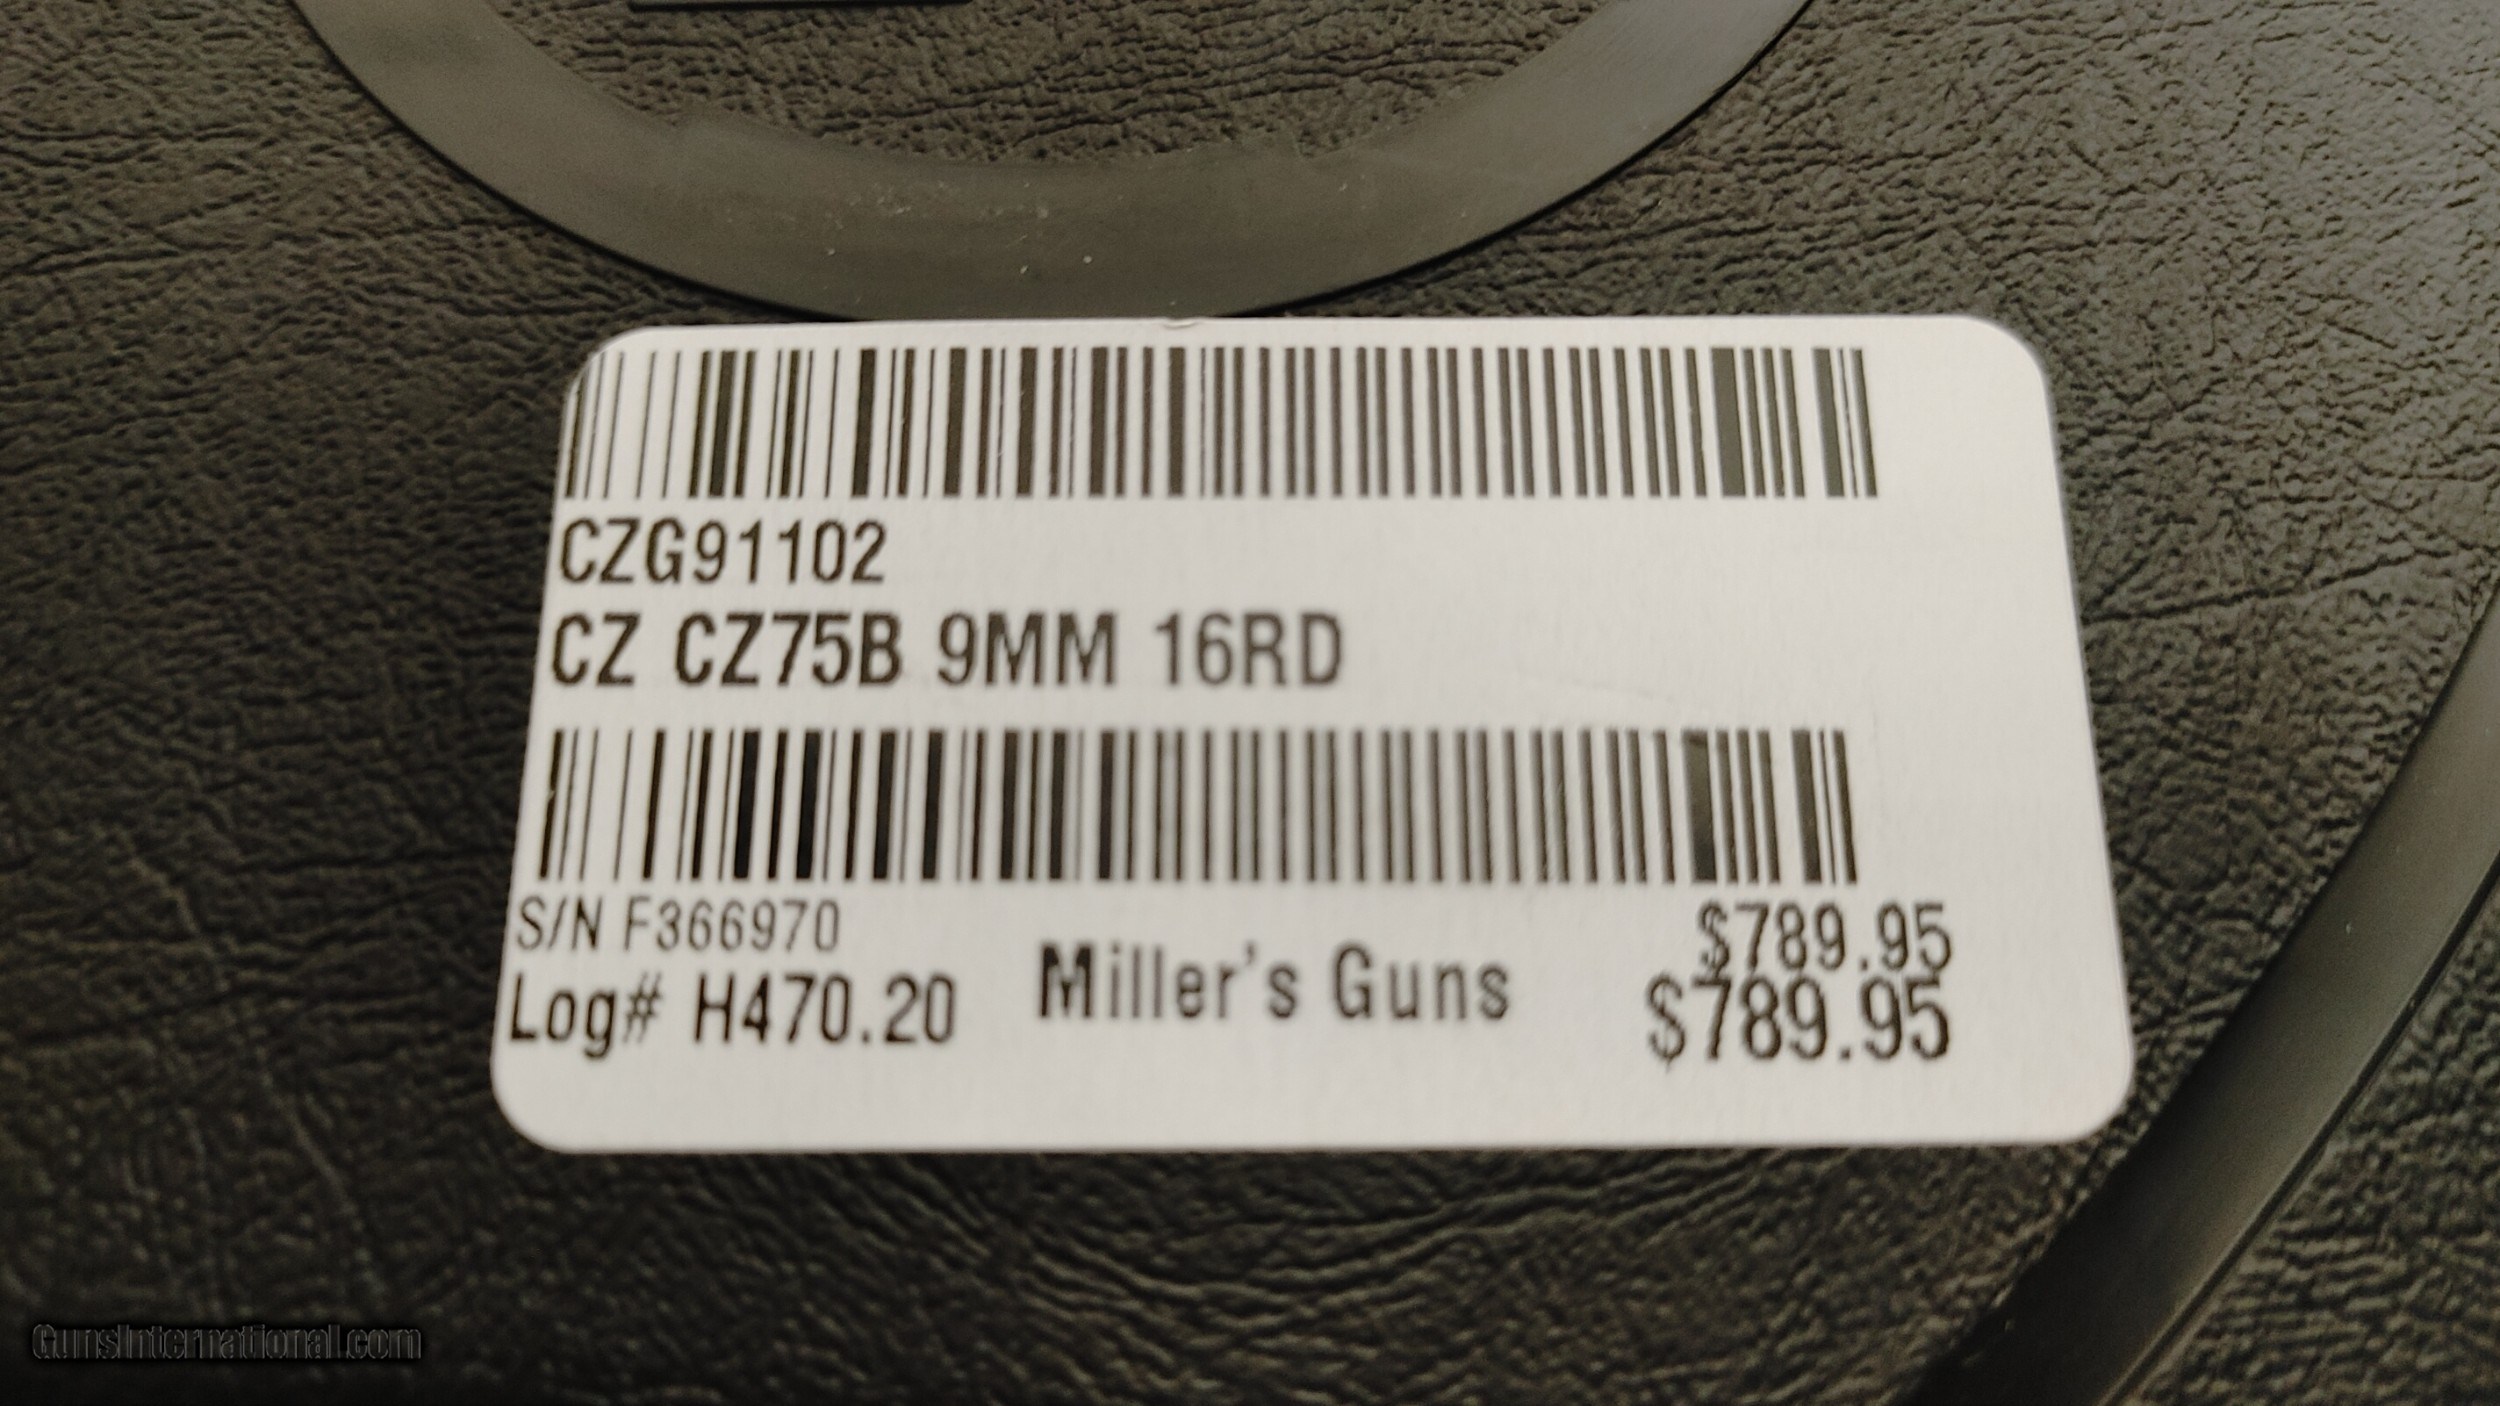 CZG91102
CZ CZ75B 9MM 16RD
S/N F366970
$789.95
Log# H470.20
Miller's Guns
$789.95
GunsInternational.com